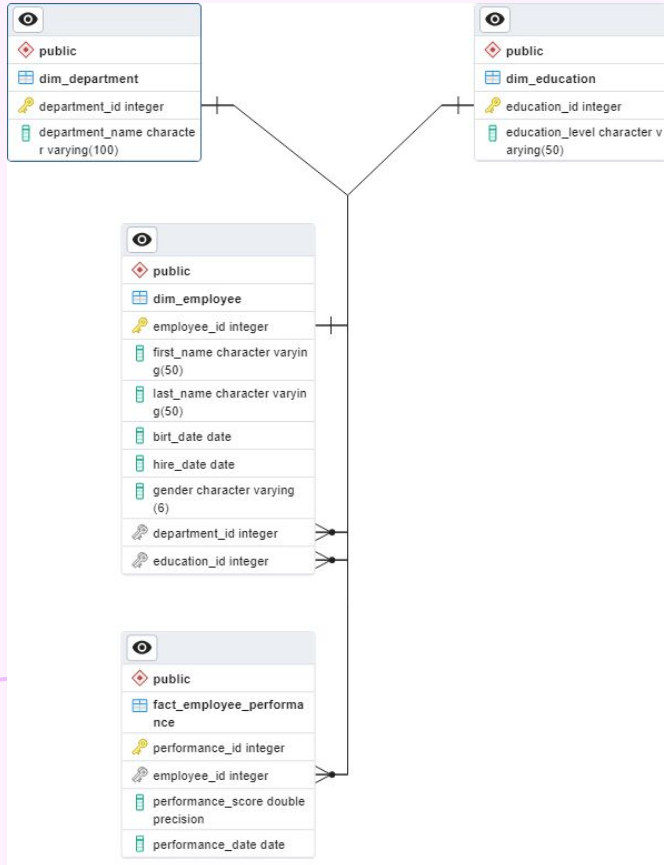 public
dim_department
department_id integer
department_name characte
r varying(100)
public
dim_education
education_id integer
education_level character v
arying(50)
public
dim_employee
employee_id integer
first_name character varyin
g(50)
last_name character varyin
g(50)
birt_date date
hire_date date
gender character varying
(6)
department_id integer
education_id integer
public
fact_employee_performa
nce
performance_id integer
employee_id integer
performance_score double
precision
performance_date date